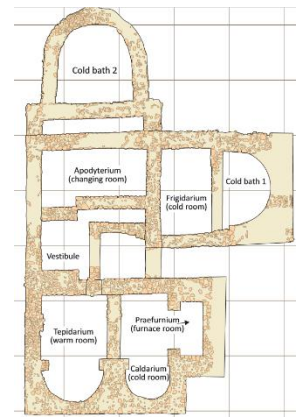 Cold bath 2
Apodyterium
(changing room)
Frigidarium
(cold room)
Cold bath 1
Vestibule
Tepidarium
(warm room)
Praefurnium
(furnace room)
Caldarium
(cold room)